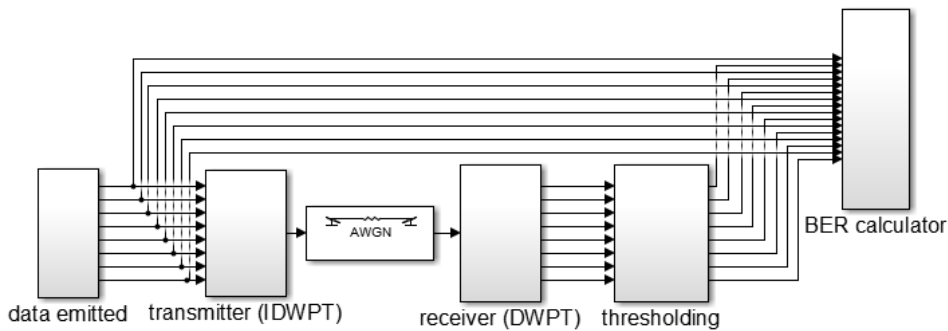 BER calculator
AWGN
data emitted
transmitter (IDWPT)
receiver (DWPT)
thresholding